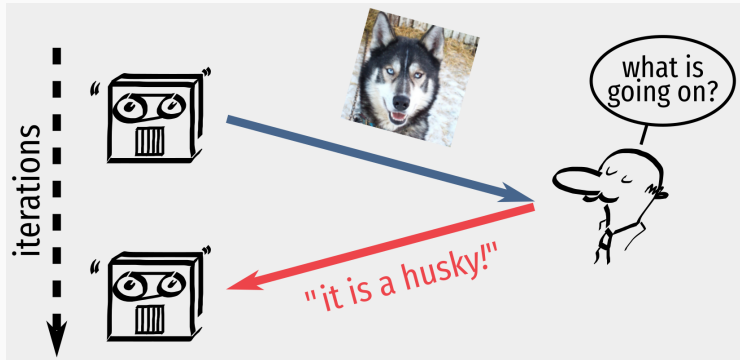 what is
going on?
iterations
"it is a husky!"